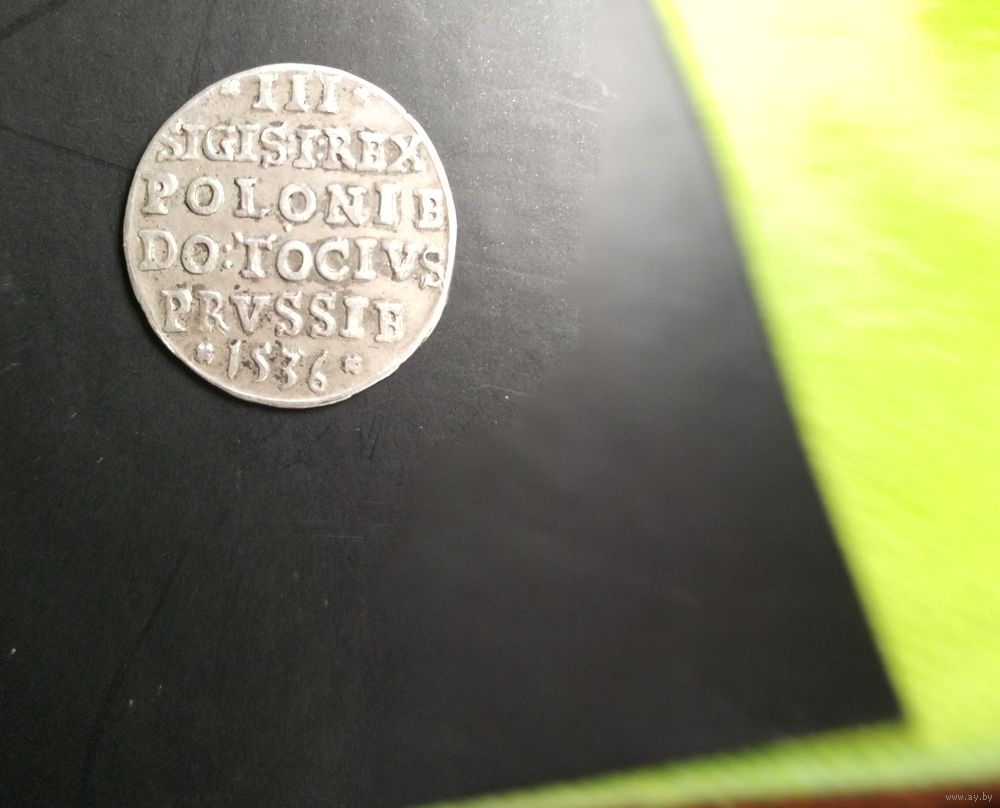 * III *
SIGIS:I:REX
POLONIE
DO:TOCIVS
PRVSSIE
* 1536 *
www.ay.by